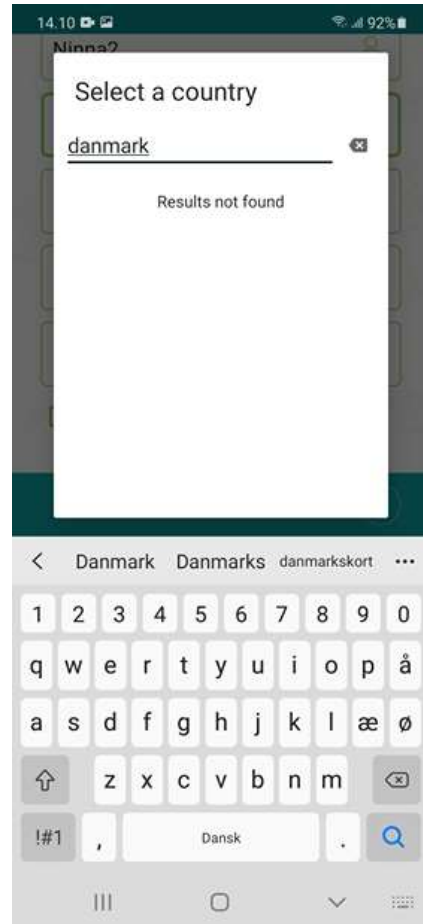 14.10 92%
Ninna2
Select a country
danmark
Results not found
Danmark Danmarks danmarkskort
1 2 3 4 5 6 7 8 9 0
q w e r t y u i o p å
a s d f g h j k l æ ø
z x c v b n m
!#1 , Dansk .